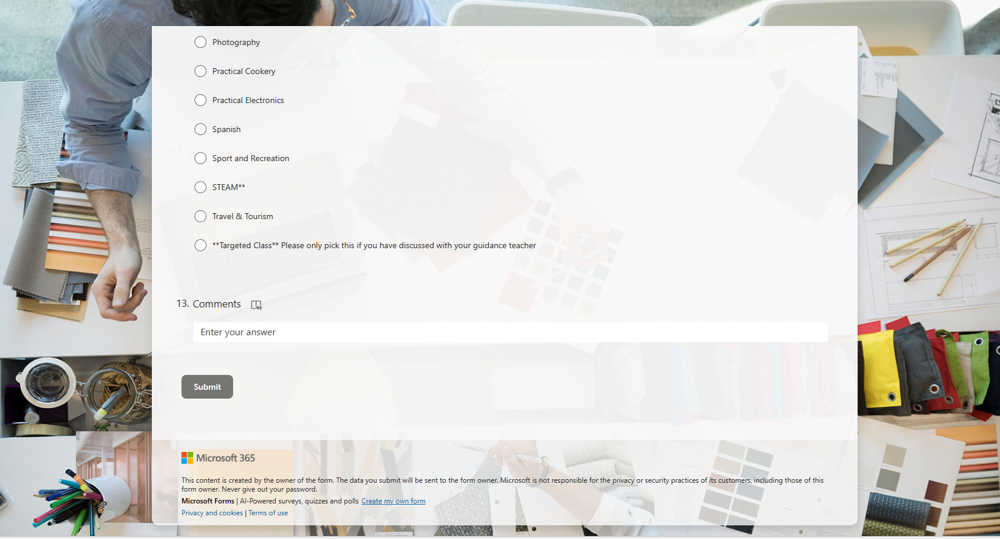 Photography
Practical Cookery
Practical Electronics
Spanish
Sport and Recreation
STEAM**
Travel & Tourism
**Targeted Class** Please only pick this if you have discussed with your guidance teacher
13. Comments
Enter your answer
Submit
Microsoft 365
This content is created by the owner of the form. The data you submit will be sent to the form owner. Microsoft is not responsible for the privacy or security practices of its customers, including those of this
form owner. Never give out your password.
Microsoft Forms | AI-Powered surveys, quizzes and polls Create my own form
Privacy and cookies | Terms of use